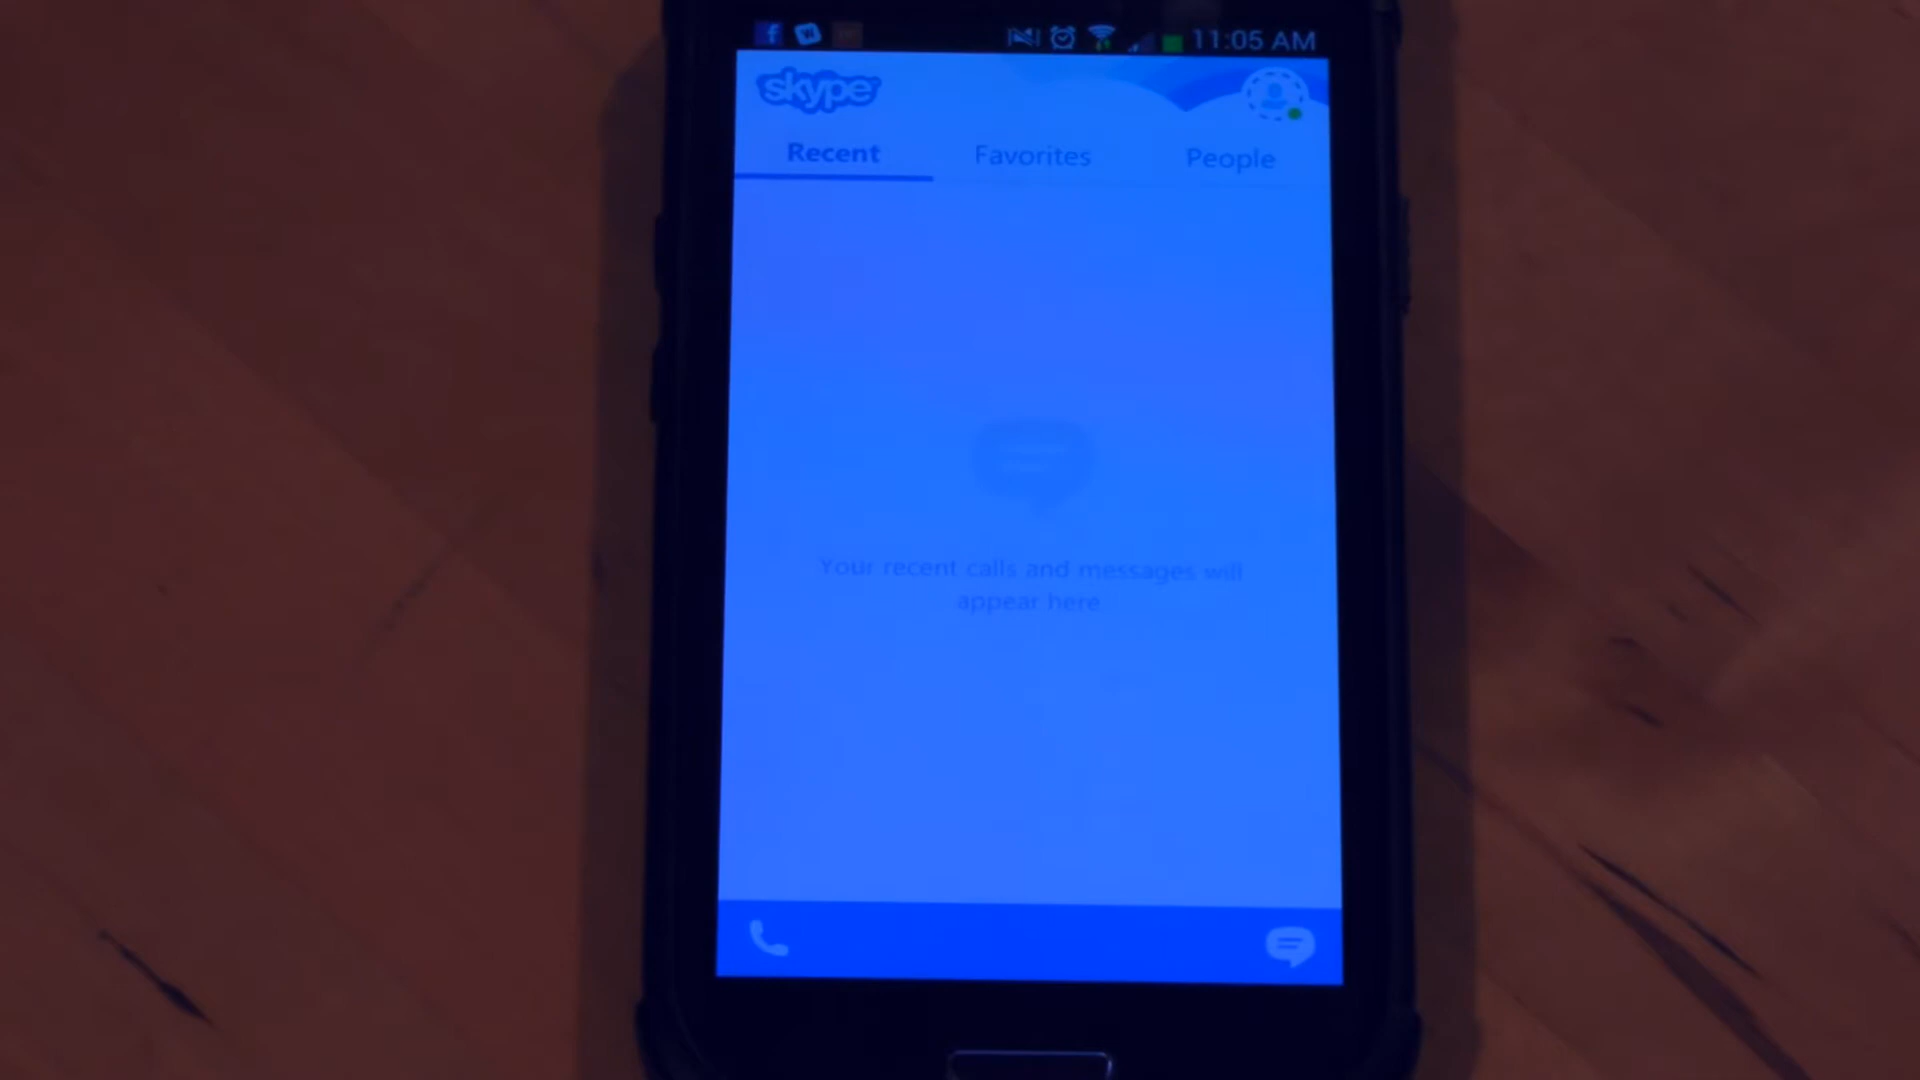 11:05 AM
skype
Recent Favorites People
Your recent calls and messages will
appear here